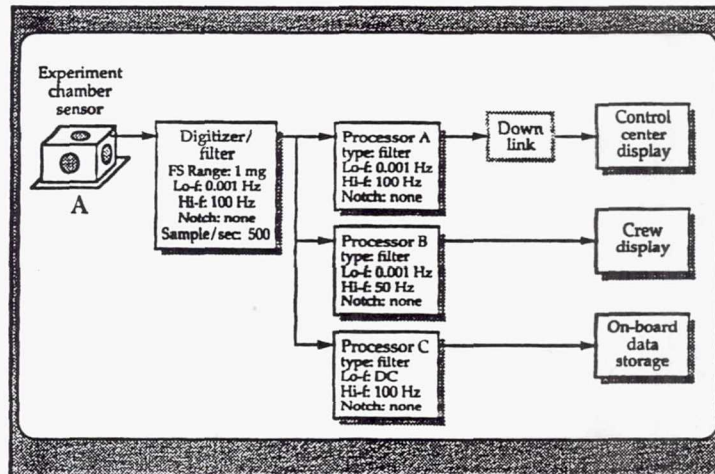 Experiment
chamber
sensor
A
Digitizer/
filter
FS Range: 1 mg
Lo-f: 0.001 Hz
Hi-f: 100 Hz
Notch: none
Sample/sec: 500
Processor A
type: filter
Lo-f: 0.001 Hz
Hi-f: 100 Hz
Notch: none
Down
link
Control
center
display
Processor B
type: filter
Lo-f: 0.001 Hz
Hi-f: 50 Hz
Notch: none
Crew
display
Processor C
type: filter
Lo-f: DC
Hi-f: 100 Hz
Notch: none
On-board
data
storage